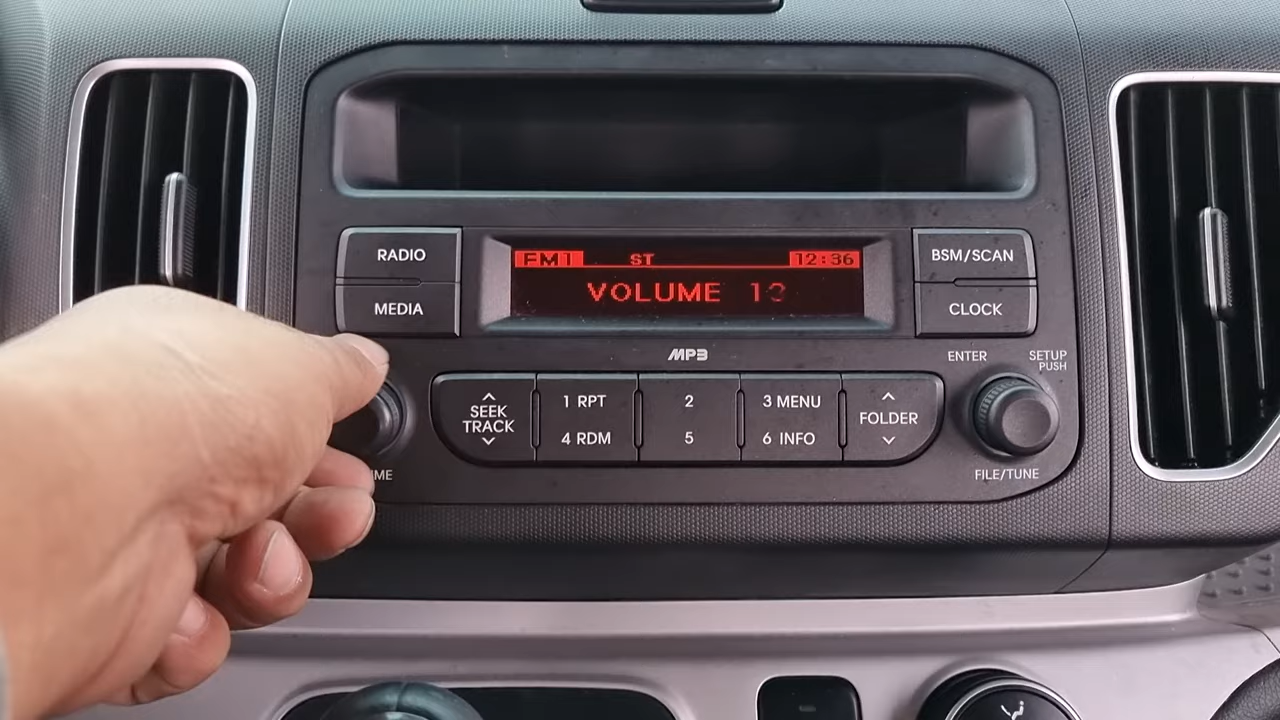 FM1 ST 12:36
VOLUME 13
RADIO
MEDIA
BSM/SCAN
CLOCK
MP3
ENTER
SETUP
PUSH
SEEK
TRACK
1 RPT
4 RDM
2
5
3 MENU
6 INFO
FOLDER
FILE/TUNE